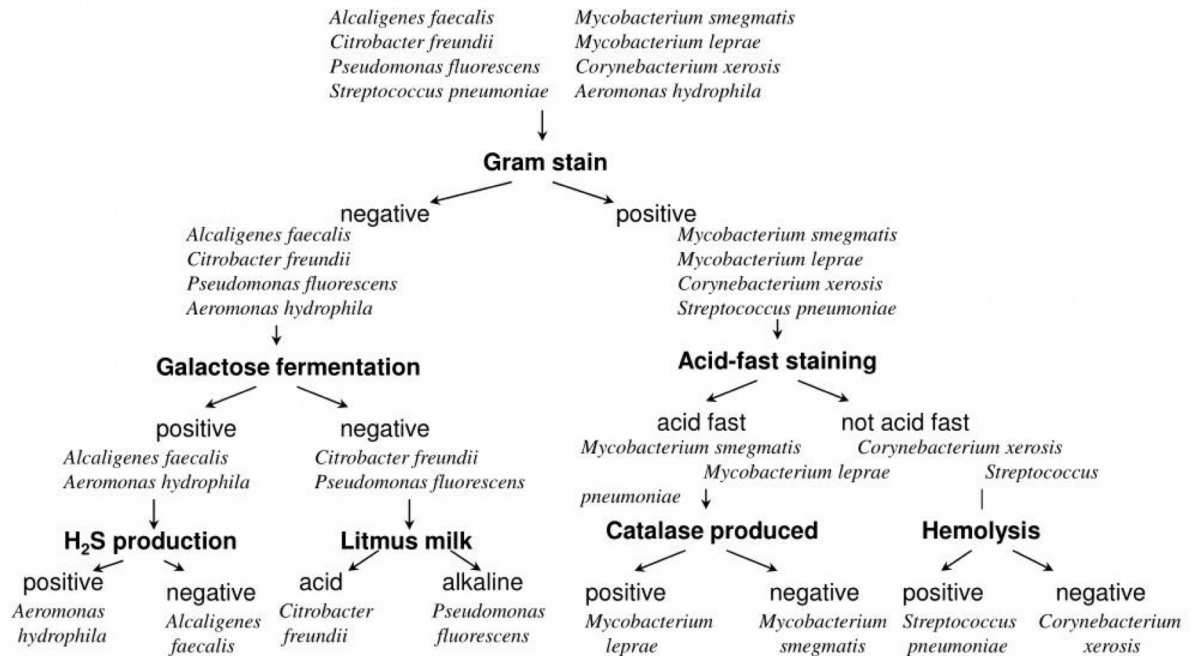 Alcaligenes faecalis Mycobacterium smegmatis
Citrobacter freundii Mycobacterium leprae
Pseudomonas fluorescens Corynebacterium xerosis
Streptococcus pneumoniae Aeromonas hydrophila
Gram stain
negative positive
Alcaligenes faecalis Mycobacterium smegmatis
Citrobacter freundii Mycobacterium leprae
Pseudomonas fluorescens Corynebacterium xerosis
Aeromonas hydrophila Streptococcus pneumoniae
Galactose fermentation Acid-fast staining
positive negative acid fast not acid fast
Alcaligenes faecalis Citrobacter freundii Mycobacterium smegmatis Corynebacterium xerosis
Aeromonas hydrophila Pseudomonas fluorescens Mycobacterium leprae Streptococcus
pneumoniae
H₂S production Litmus milk Catalase produced Hemolysis
positive negative acid alkaline positive negative positive negative
Aeromonas Alcaligenes Citrobacter Pseudomonas Mycobacterium Mycobacterium Streptococcus Corynebacterium
hydrophila faecalis freundii fluorescens leprae smegmatis pneumoniae xerosis